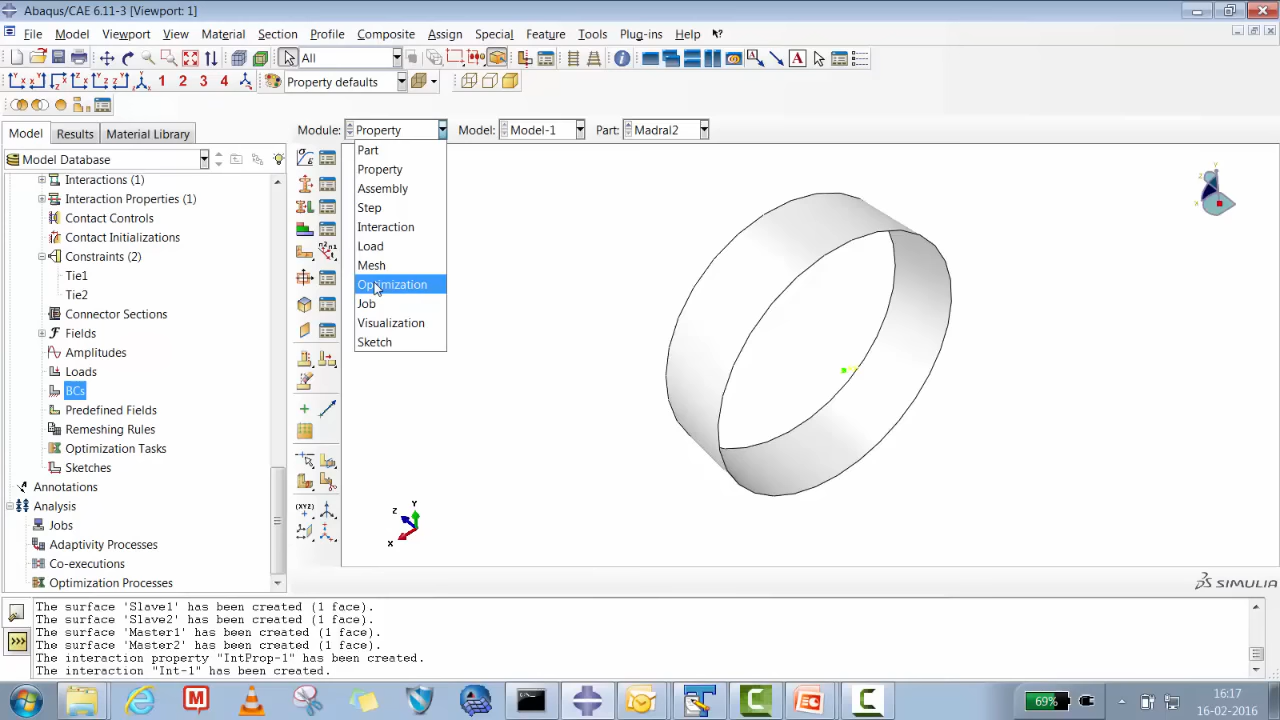 Abaqus/CAE 6.11-3 [Viewport: 1]
File Model Viewport View Material Section Profile Composite Assign Special Feature Tools Plug-ins Help
All
1 2 3 4 Property defaults
Model Results Material Library
Module: Property Model: Model-1 Part: Madral2
Model Database
Interactions (1)
Interaction Properties (1)
Contact Controls
Contact Initializations
Constraints (2)
Tie1
Tie2
Connector Sections
Fields
Amplitudes
Loads
BCs
Predefined Fields
Remeshing Rules
Optimization Tasks
Sketches
Annotations
Analysis
Jobs
Adaptivity Processes
Co-executions
Optimization Processes
Part
Property
Assembly
Step
Interaction
Load
Mesh
Optimization
Job
Visualization
Sketch
(XYZ)
Y
Z
X
Y
Z
X
SIMULIA
The surface 'Slave1' has been created (1 face).
The surface 'Slave2' has been created (1 face).
The surface 'Master1' has been created (1 face).
The surface 'Master2' has been created (1 face).
The interaction property "IntProp-1" has been created.
The interaction "Int-1" has been created.
69%
16:17
16-02-2016